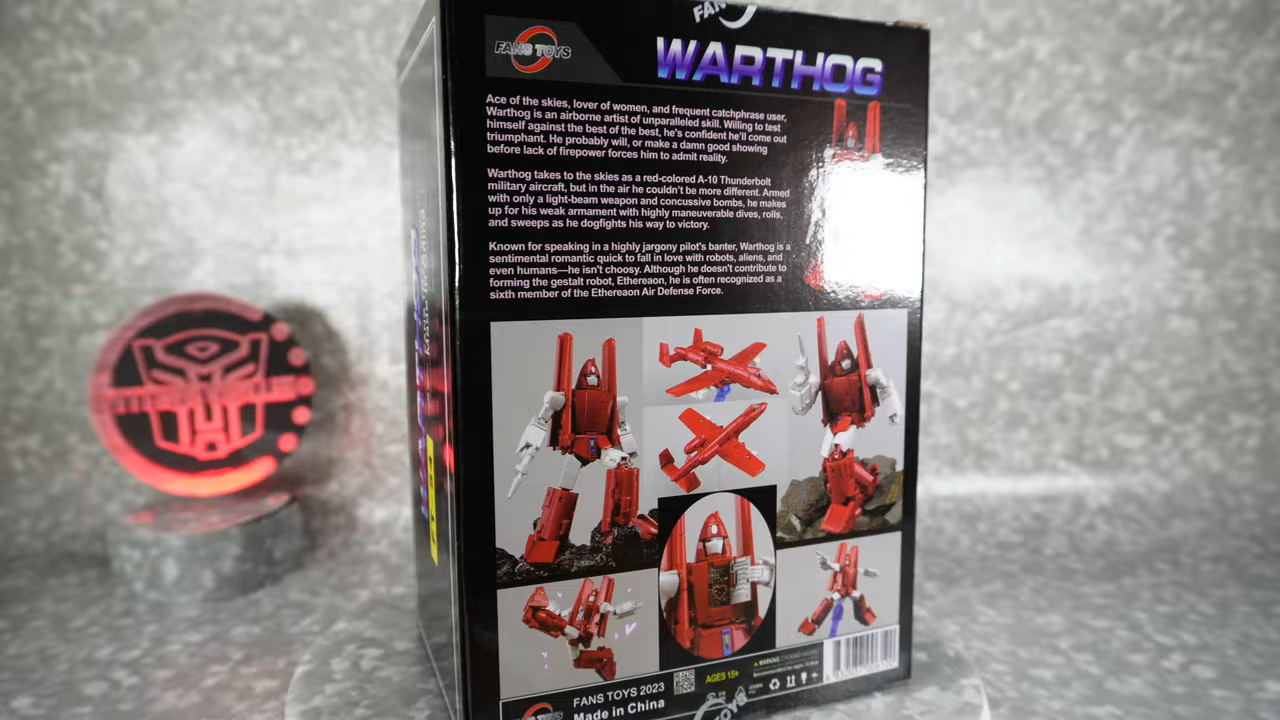 FANS TOYS
WARTHOG
Ace of the skies, lover of women, and frequent catchphrase user,
Warthog is an airborne artist of unparalleled skill. Willing to test
himself against the best of the best, he's confident he'll come out
triumphant. He probably will, or make a damn good showing
before lack of firepower forces him to admit reality.
Warthog takes to the skies as a red-colored A-10 Thunderbolt
military aircraft, but in the air he couldn't be more different. Armed
with only a light-beam weapon and concussive bombs, he makes
up for his weak armament with highly maneuverable dives, rolls,
and sweeps as he dogfights his way to victory.
Known for speaking in a highly jargony pilot's banter, Warthog is a
sentimental romantic quick to fall in love with robots, aliens, and
even humans—he isn't choosy. Although he doesn't contribute to
forming the gestalt robot, Ethereaon, he is often recognized as a
sixth member of the Ethereaon Air Defense Force.
FANS TOYS 2023
Made in China
AGES 15+
WARNING